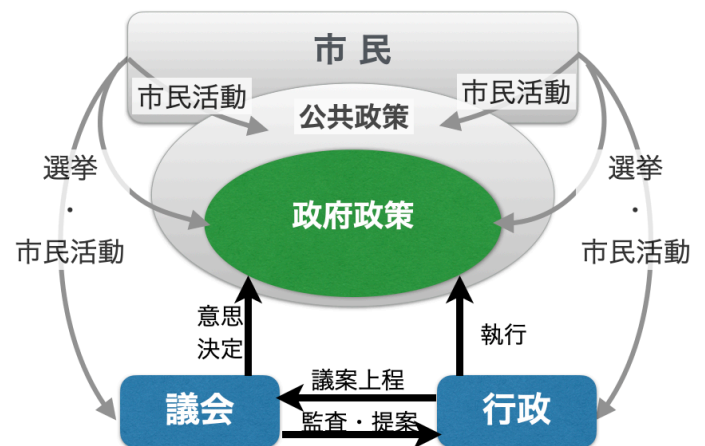 市民
市民活動
市民活動
公共政策
選挙
・
市民活動
政府政策
選挙
・
市民活動
意思
決定
執行
議案上程
議会
行政
監査・提案